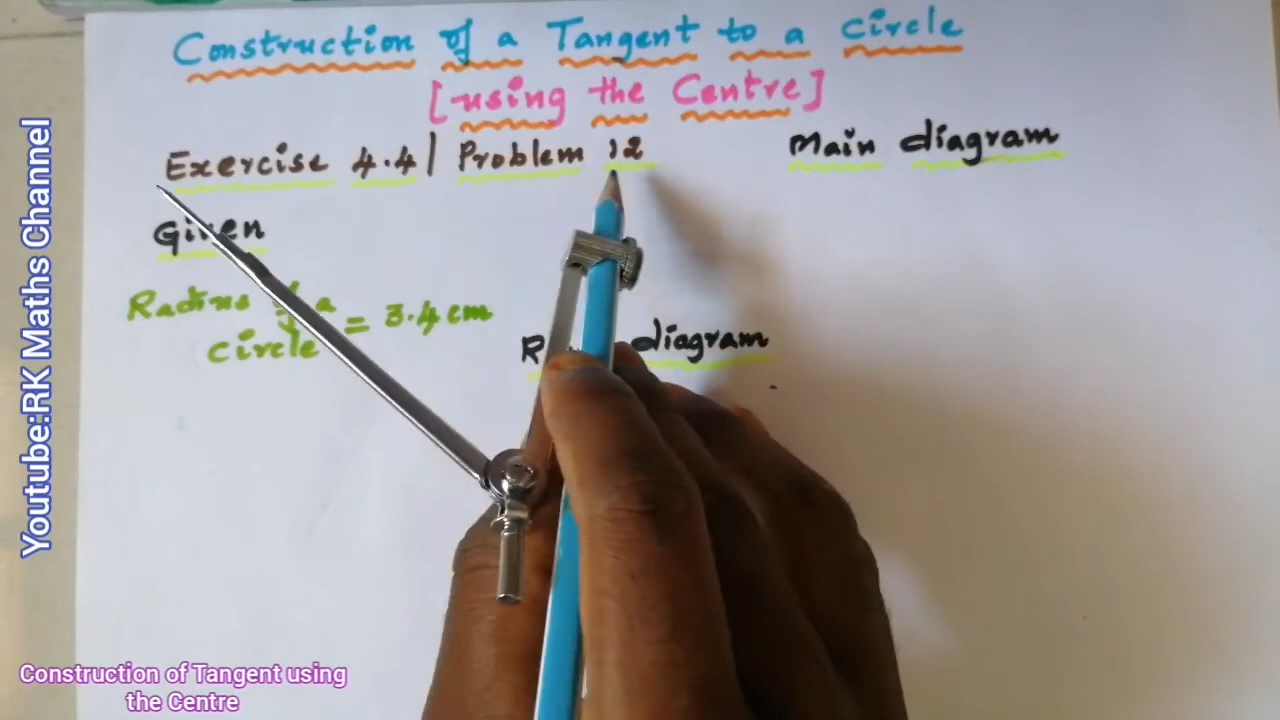 Construction of a Tangent to a circle
[using the Centre]
Exercise 4.4| Problem 12
Main diagram
Given
Radius of a
circle = 3.4 cm
diagram
Youtube:RK Maths Channel
Construction of Tangent using
the Centre